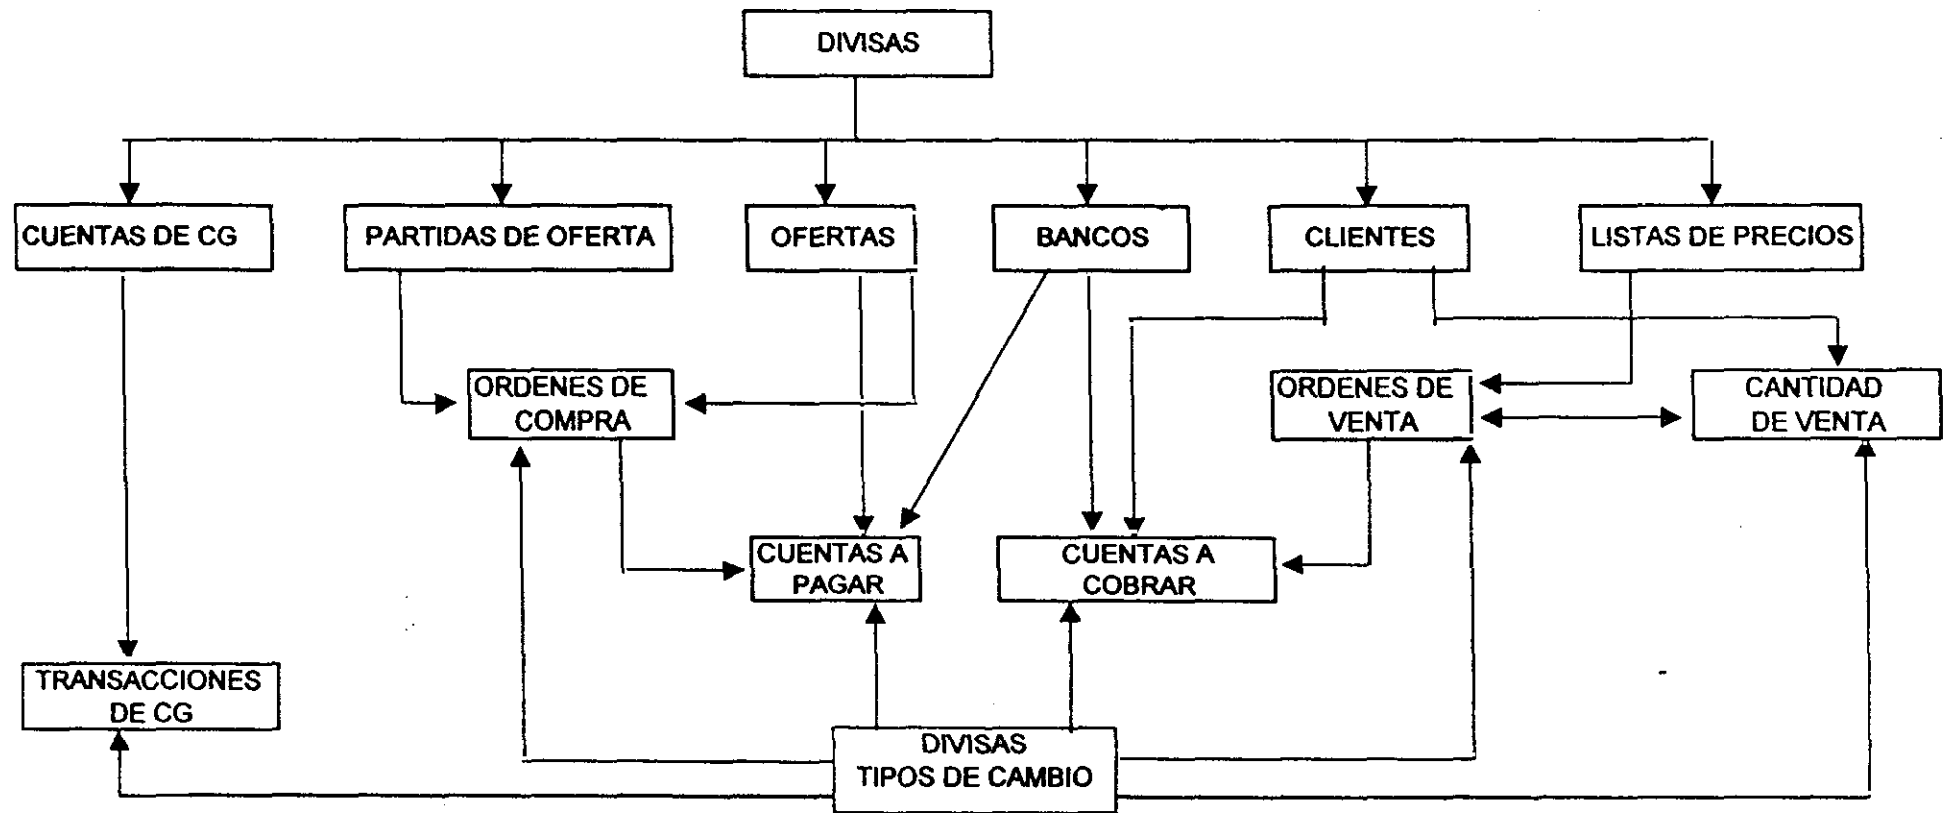 DIVISAS
CUENTAS DE CG
PARTIDAS DE OFERTA
OFERTAS
BANCOS
CLIENTES
LISTAS DE PRECIOS
ORDENES DE
COMPRA
ORDENES DE
VENTA
CANTIDAD
DE VENTA
CUENTAS A
PAGAR
CUENTAS A
COBRAR
TRANSACCIONES
DE CG
DIVISAS
TIPOS DE CAMBIO